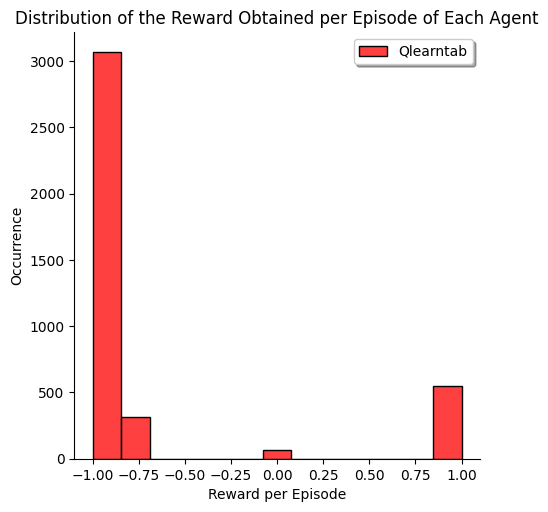 Distribution of the Reward Obtained per Episode of Each Agent
Qlearntab
3000
2500
2000
1500
1000
500
0
Occurrence
−1.00 −0.75 −0.50 −0.25 0.00 0.25 0.50 0.75 1.00
Reward per Episode